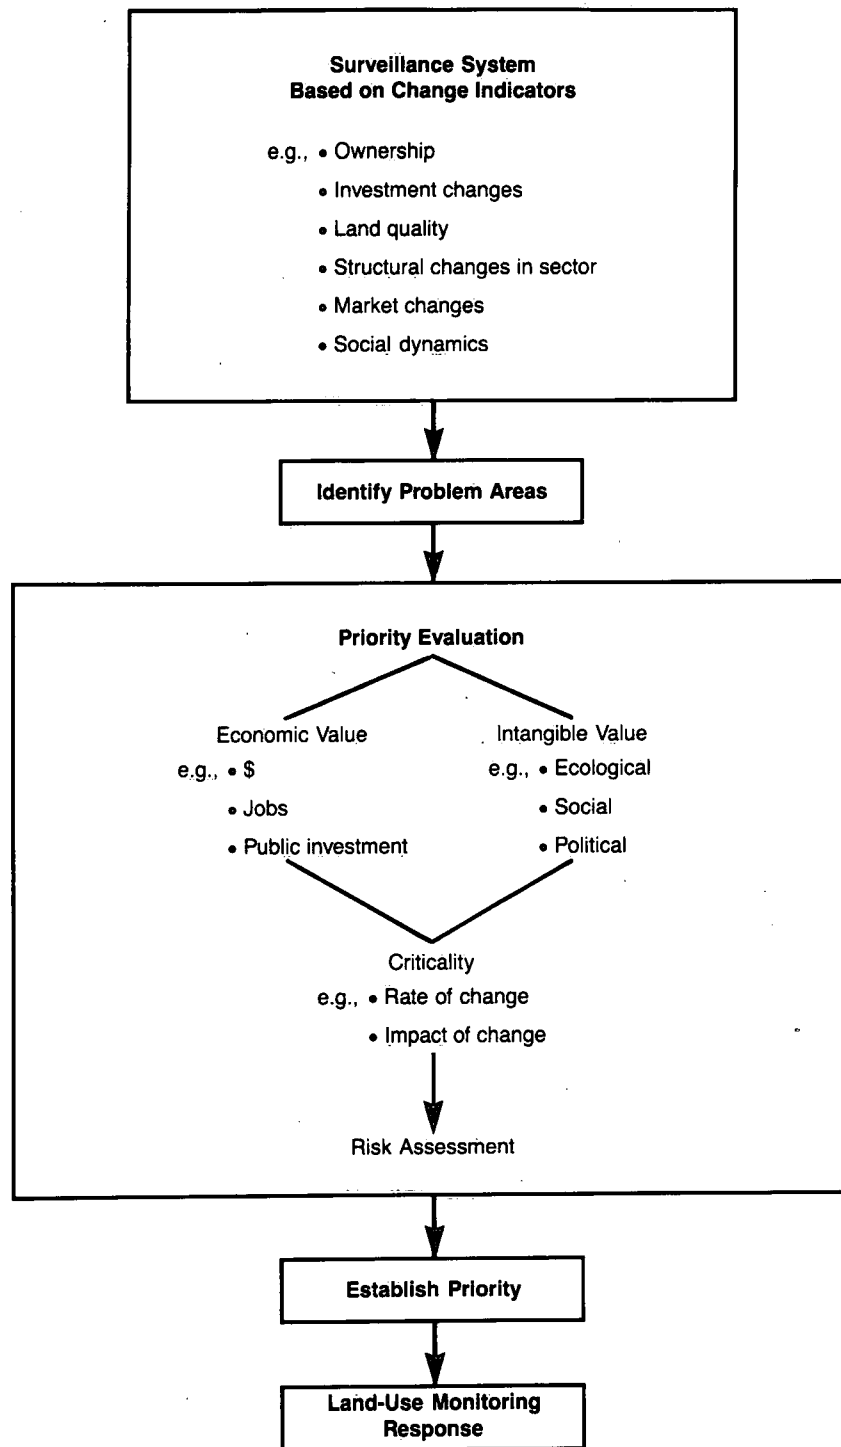 Surveillance System
Based on Change Indicators
e.g., • Ownership
• Investment changes
• Land quality
• Structural changes in sector
• Market changes
• Social dynamics
Identify Problem Areas
Priority Evaluation
Economic Value
e.g., • $
• Jobs
• Public investment
Intangible Value
e.g., • Ecological
• Social
• Political
Criticality
e.g., • Rate of change
• Impact of change
Risk Assessment
Establish Priority
Land-Use Monitoring
Response